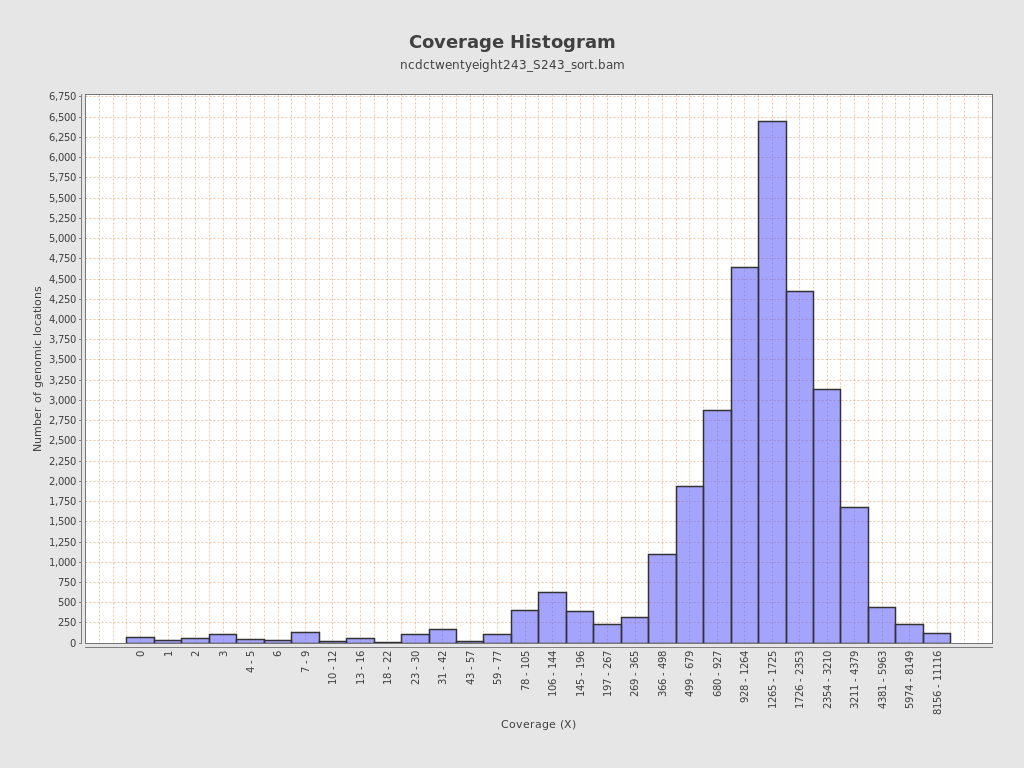 Coverage Histogram
ncdctwentyeight243_S243_sort.bam
Number of genomic locations
6,750
6,500
6,250
6,000
5,750
5,500
5,250
5,000
4,750
4,500
4,250
4,000
3,750
3,500
3,250
3,000
2,750
2,500
2,250
2,000
1,750
1,500
1,250
1,000
750
500
250
0
0
1
2
3
4 - 5
6
7 - 9
10 - 12
13 - 16
18 - 22
23 - 30
31 - 42
43 - 57
59 - 77
78 - 105
106 - 144
145 - 196
197 - 267
269 - 365
366 - 498
499 - 679
680 - 927
928 - 1264
1265 - 1725
1726 - 2353
2354 - 3210
3211 - 4379
4381 - 5963
5974 - 8149
8156 - 11116
Coverage (X)